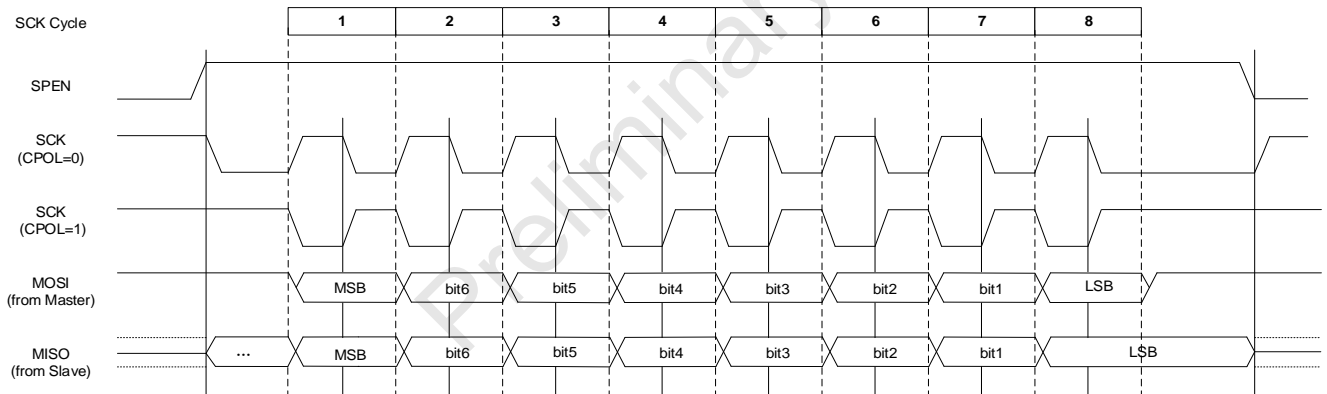 SCK Cycle 1 2 3 4 5 6 7 8
SPEN
SCK
(CPOL=0)
SCK
(CPOL=1)
MOSI
(from Master)
MSB bit6 bit5 bit4 bit3 bit2 bit1 LSB
MISO
(from Slave)
... MSB bit6 bit5 bit4 bit3 bit2 bit1 LSB
Preliminary